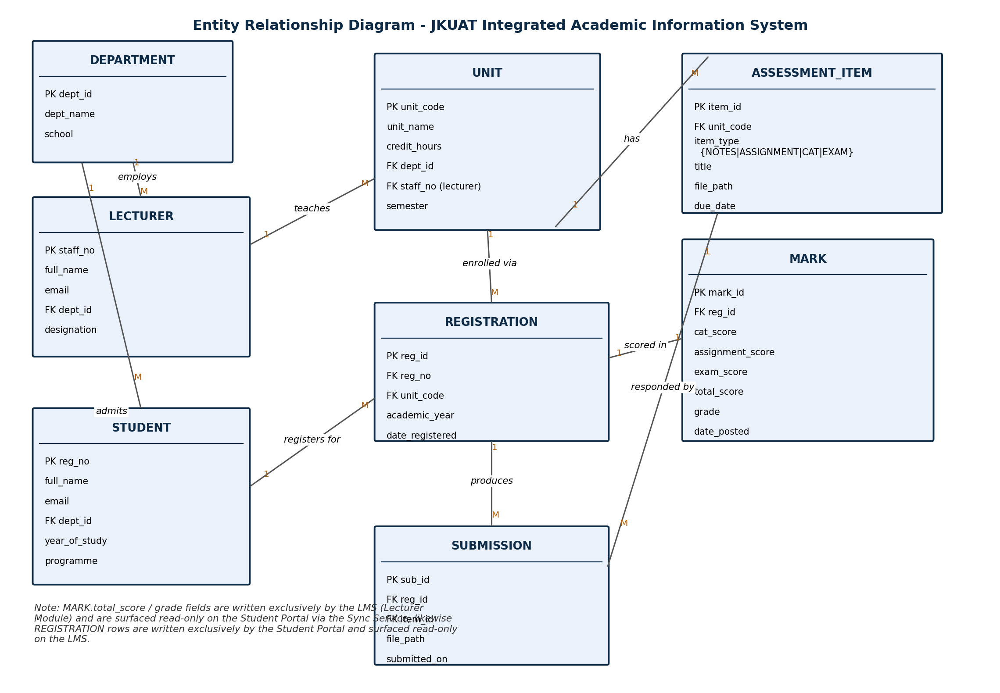 Entity Relationship Diagram - JKUAT Integrated Academic Information System
DEPARTMENT
PK dept_id
dept_name
school
1
employs
M
1
M
admits
LECTURER
PK staff_no
full_name
email
FK dept_id
designation
1
teaches
M
STUDENT
PK reg_no
full_name
email
FK dept_id
year_of_study
programme
1
registers for
M
UNIT
PK unit_code
unit_name
credit_hours
FK dept_id
FK staff_no (lecturer)
semester
1
has
M
1
enrolled via
M
REGISTRATION
PK reg_id
FK reg_no
FK unit_code
academic_year
date_registered
1
scored in
1
1
produces
M
SUBMISSION
PK sub_id
FK reg_id
FK item_id
file_path
submitted_on
ASSESSMENT_ITEM
PK item_id
FK unit_code
item_type
{NOTES|ASSIGNMENT|CAT|EXAM}
title
file_path
due_date
1
responded by
M
MARK
PK mark_id
FK reg_id
cat_score
assignment_score
exam_score
total_score
grade
date_posted
Note: MARK.total_score / grade fields are written exclusively by the LMS (Lecturer
Module) and are surfaced read-only on the Student Portal via the Sync Service; likewise
REGISTRATION rows are written exclusively by the Student Portal and surfaced read-only
on the LMS.